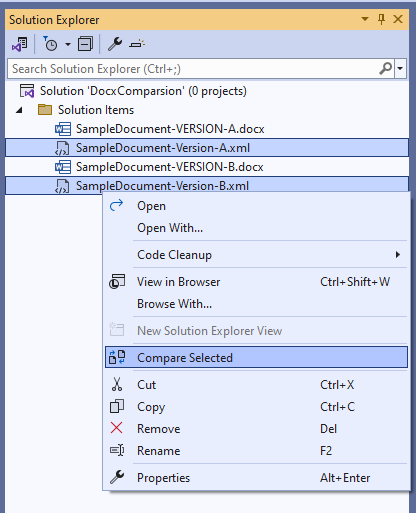 Solution Explorer
Search Solution Explorer (Ctrl+;)
Solution 'DocxComparsion' (0 projects)
Solution Items
SampleDocument-VERSION-A.docx
SampleDocument-Version-A.xml
SampleDocument-VERSION-B.docx
SampleDocument-Version-B.xml
Open
Open With...
Code Cleanup
View in Browser Ctrl+Shift+W
Browse With...
New Solution Explorer View
Compare Selected
Cut Ctrl+X
Copy Ctrl+C
Remove Del
Rename F2
Properties Alt+Enter